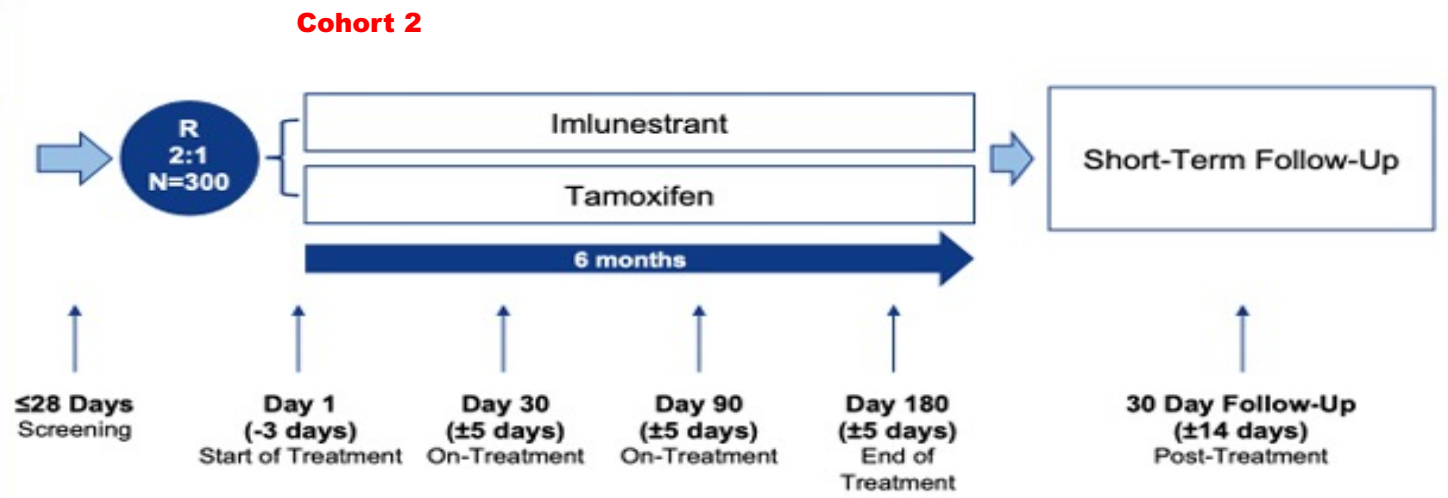 Cohort 2
R
2:1
N=300
Imlunestrant
Tamoxifen
6 months
Short-Term Follow-Up
≤28 Days
Screening
Day 1
(-3 days)
Start of Treatment
Day 30
(±5 days)
On-Treatment
Day 90
(±5 days)
On-Treatment
Day 180
(±5 days)
End of
Treatment
30 Day Follow-Up
(±14 days)
Post-Treatment